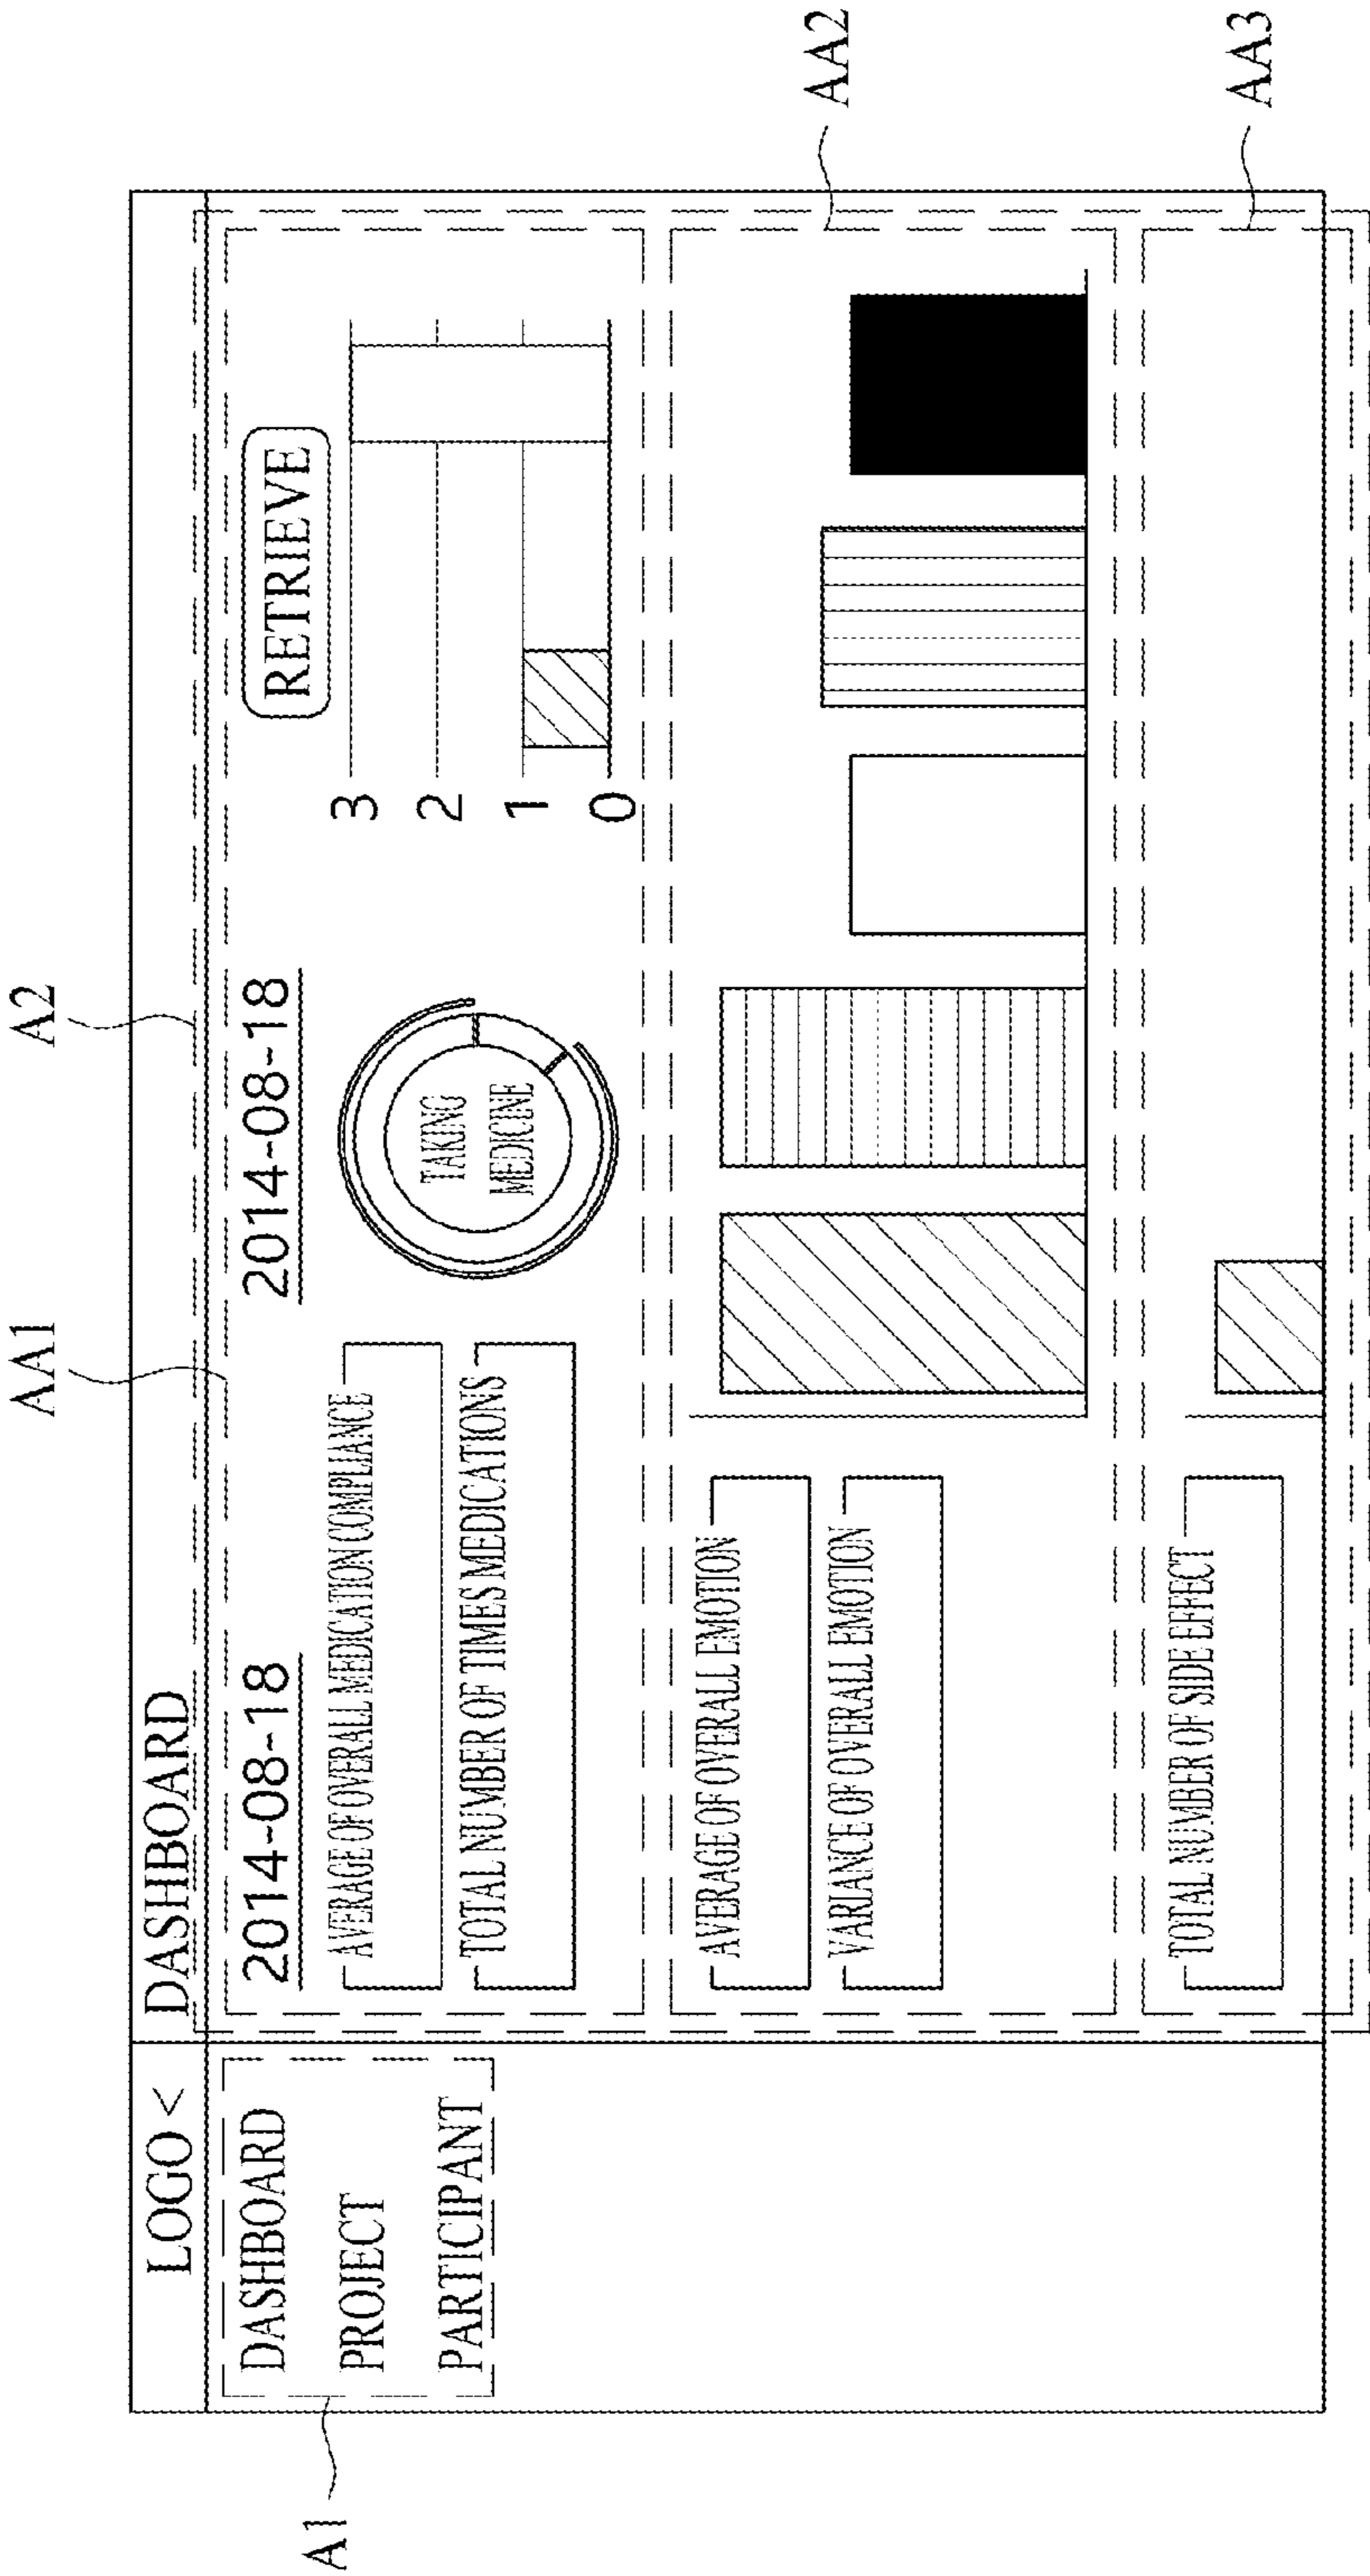 A1
AA1
A2
LOGO <
DASHBOARD
DASHBOARD
PROJECT
PARTICIPANT
2014-08-18
2014-08-18
RETRIEVE
AVERAGE OF OVERALL MEDICATION COMPLIANCE
TOTAL NUMBER OF TIMES MEDICATIONS
TAKING
MEDICINE
3
2
1
0
AVERAGE OF OVERALL EMOTION
VARIANCE OF OVERALL EMOTION
AA2
TOTAL NUMBER OF SIDE EFFECT
AA3